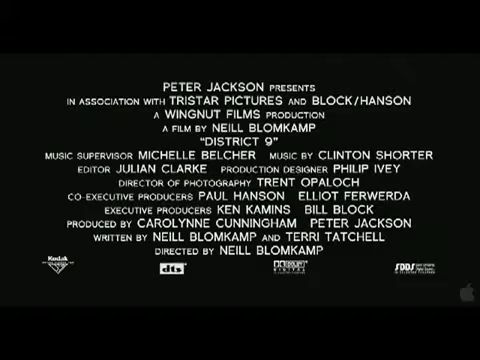 PETER JACKSON PRESENTS
IN ASSOCIATION WITH TRISTAR PICTURES AND BLOCK/HANSON
A WINGNUT FILMS PRODUCTION
A FILM BY NEILL BLOMKAMP
"DISTRICT 9"
MUSIC SUPERVISOR MICHELLE BELCHER MUSIC BY CLINTON SHORTER
EDITOR JULIAN CLARKE PRODUCTION DESIGNER PHILIP IVEY
DIRECTOR OF PHOTOGRAPHY TRENT OPALOCH
CO-EXECUTIVE PRODUCERS PAUL HANSON ELLIOT FERWERDA
EXECUTIVE PRODUCERS KEN KAMINS BILL BLOCK
PRODUCED BY CAROLYNNE CUNNINGHAM PETER JACKSON
WRITTEN BY NEILL BLOMKAMP AND TERRI TATCHELL
DIRECTED BY NEILL BLOMKAMP
Kodak dts DOLBY DIGITAL SDDS